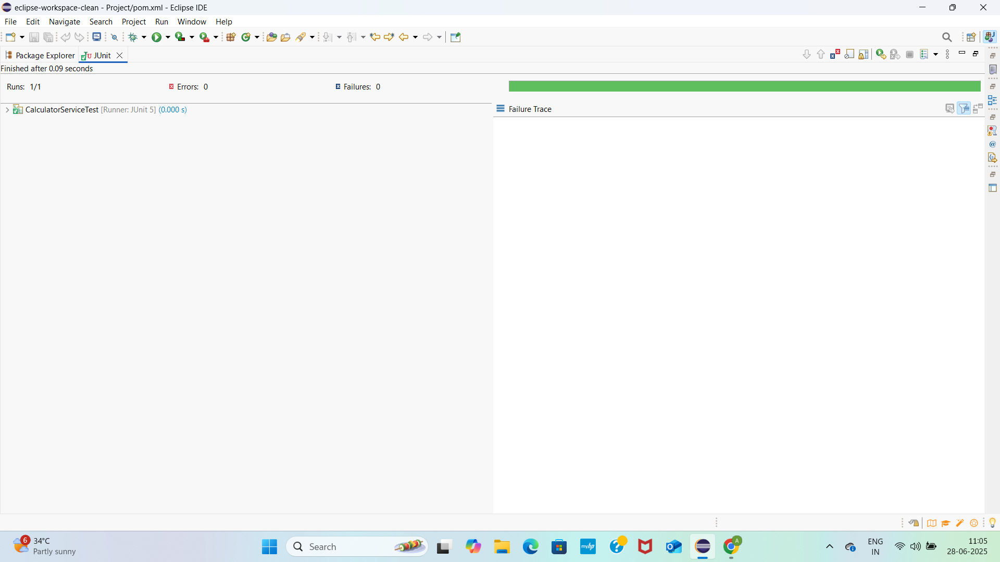 eclipse-workspace-clean - Project/pom.xml - Eclipse IDE
File Edit Navigate Search Project Run Window Help
Package Explorer JUnit
Finished after 0.09 seconds
Runs: 1/1 Errors: 0 Failures: 0
CalculatorServiceTest [Runner: JUnit 5] (0.000 s)
Failure Trace
6 34°C
Partly sunny
Search
myhp
A
ENG
IN
11:05
28-06-2025